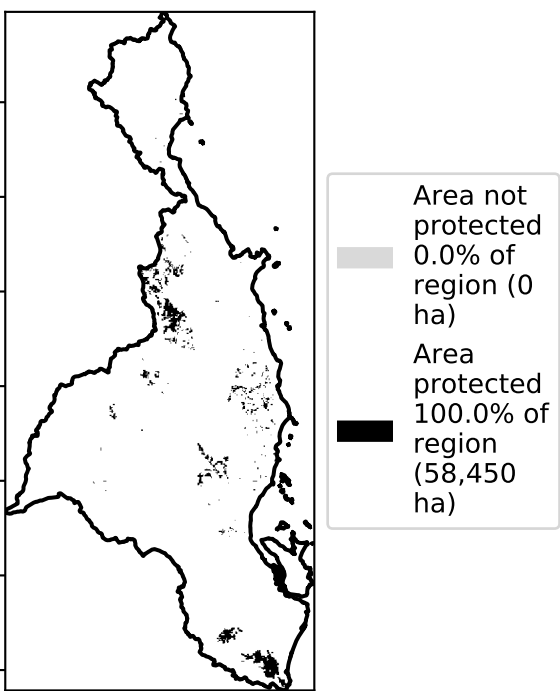 Area not
protected
0.0% of
region (0
ha)
Area
protected
100.0% of
region
(58,450
ha)